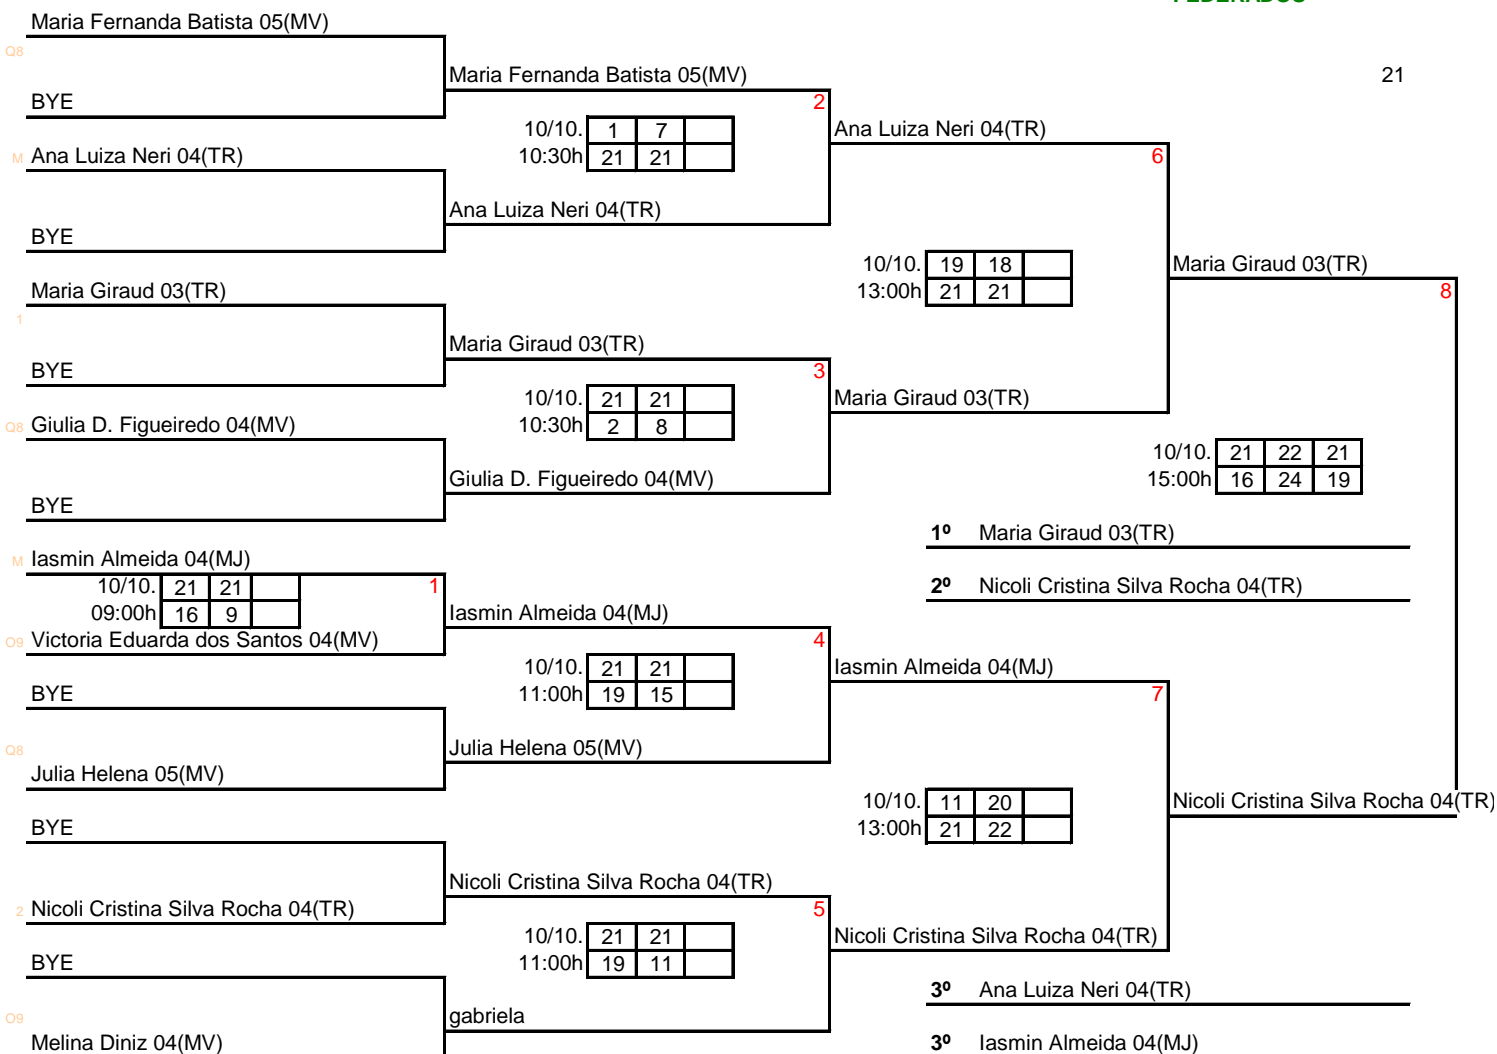 Maria Fernanda Batista 05(MV)
Q8
Maria Fernanda Batista 05(MV)
21
BYE
2
10/10. 1 7
Ana Luiza Neri 04(TR)
M Ana Luiza Neri 04(TR)
10:30h 21 21
6
Ana Luiza Neri 04(TR)
BYE
10/10. 19 18
Maria Giraud 03(TR)
Maria Giraud 03(TR)
13:00h 21 21
8
1
Maria Giraud 03(TR)
BYE
3
10/10. 21 21
Maria Giraud 03(TR)
Q8 Giulia D. Figueiredo 04(MV)
10:30h 2 8
10/10. 21 22 21
Giulia D. Figueiredo 04(MV)
15:00h 16 24 19
BYE
1º Maria Giraud 03(TR)
M Iasmin Almeida 04(MJ)
10/10. 21 21
1
2º Nicoli Cristina Silva Rocha 04(TR)
09:00h 16 9
Iasmin Almeida 04(MJ)
O9 Victoria Eduarda dos Santos 04(MV)
4
10/10. 21 21
Iasmin Almeida 04(MJ)
BYE
11:00h 19 15
7
Q8
Julia Helena 05(MV)
Julia Helena 05(MV)
10/10. 11 20
Nicoli Cristina Silva Rocha 04(TR)
BYE
13:00h 21 22
Nicoli Cristina Silva Rocha 04(TR)
2 Nicoli Cristina Silva Rocha 04(TR)
5
10/10. 21 21
Nicoli Cristina Silva Rocha 04(TR)
BYE
11:00h 19 11
3º Ana Luiza Neri 04(TR)
O9
gabriela
Melina Diniz 04(MV)
3º Iasmin Almeida 04(MJ)